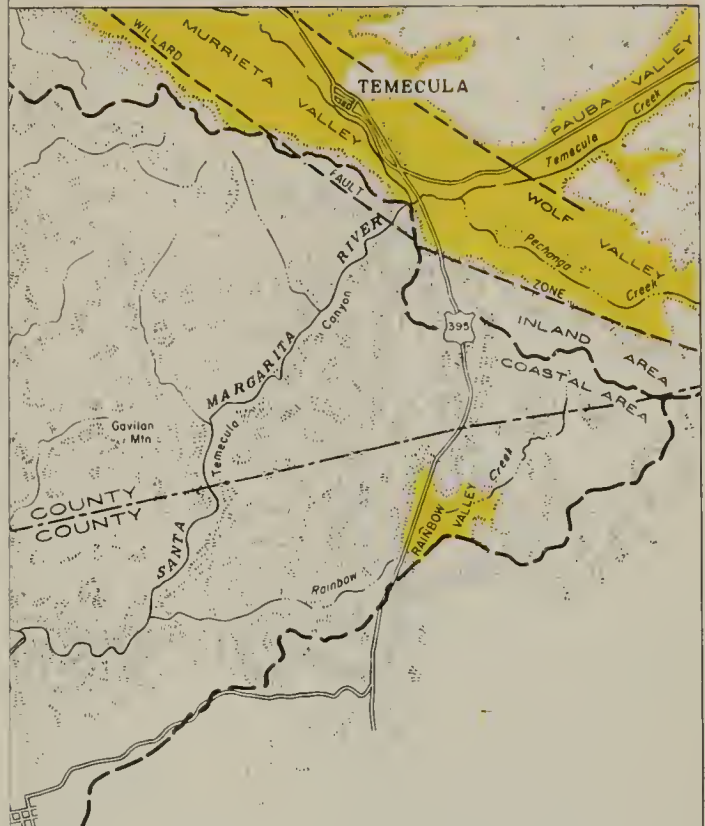 WILLARD
MURRIETA VALLEY
TEMECULA
PAUBA VALLEY
Temecula Creek
FAULT
WOLF VALLEY
RIVER
Pechanga Creek
ZONE
Canyon
395
INLAND AREA
COASTAL AREA
MARGARITA
Gavilan
Mtn
Temecula
COUNTY
COUNTY
Creek
RAINBOW
VALLEY
SANTA
Rainbow